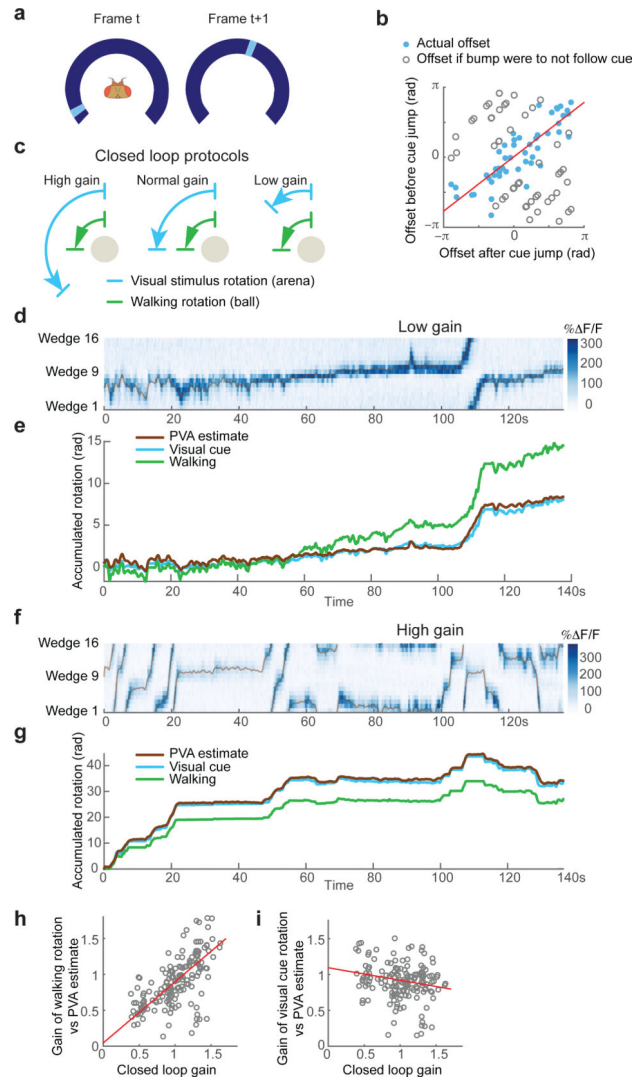 a
Frame t
Frame t+1
b
Actual offset
Offset if bump were to not follow cue
Offset before cue jump (rad)
π
0
−π
−π
0
π
Offset after cue jump (rad)
c
Closed loop protocols
High gain
Normal gain
Low gain
Visual stimulus rotation (arena)
Walking rotation (ball)
d
Low gain
%ΔF/F
Wedge 16
Wedge 9
Wedge 1
300
200
100
0
0 20 40 60 80 100 120s
e
PVA estimate
Visual cue
Walking
Accumulated rotation (rad)
15
10
5
0
0 20 40 60 80 100 120 140s
Time
f
High gain
%ΔF/F
Wedge 16
Wedge 9
Wedge 1
300
200
100
0
0 20 40 60 80 100 120s
g
PVA estimate
Visual cue
Walking
Accumulated rotation (rad)
40
30
20
10
0
0 20 40 60 80 100 120 140s
Time
h
Gain of walking rotation
vs PVA estimate
1.5
1
0.5
0
0 0.5 1 1.5
Closed loop gain
i
Gain of visual cue rotation
vs PVA estimate
1.5
1
0.5
0
0 0.5 1 1.5
Closed loop gain